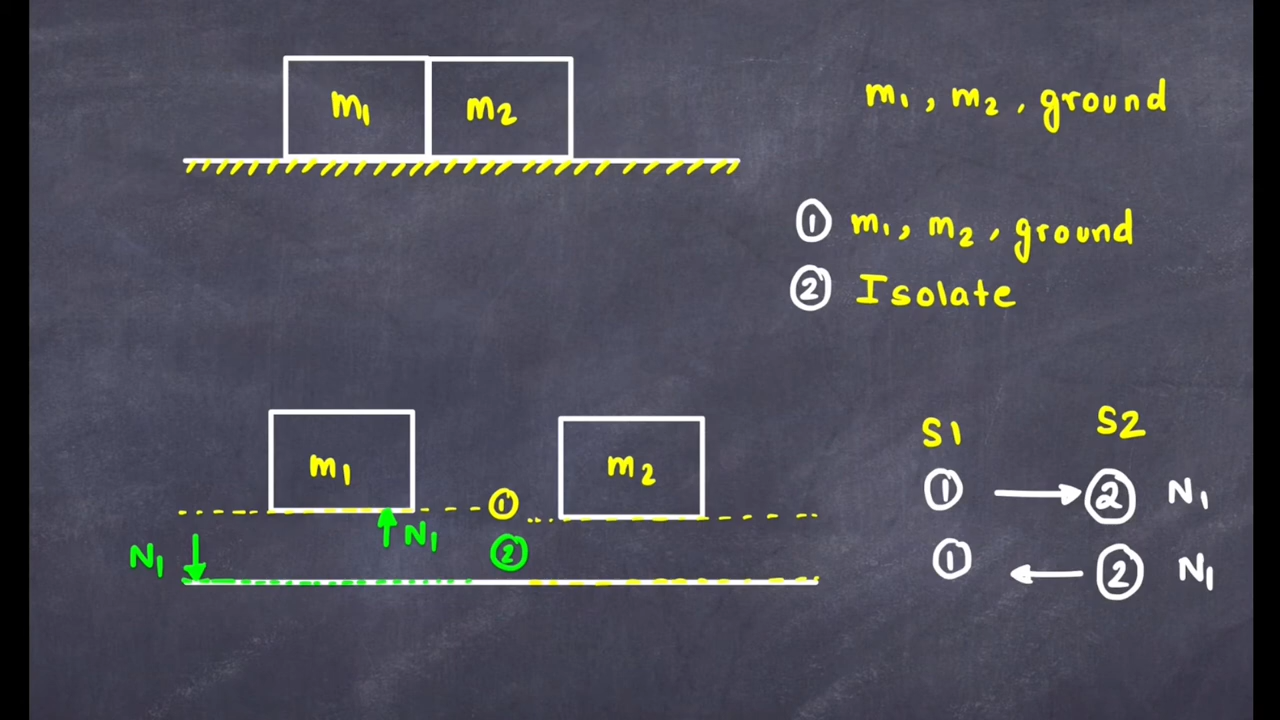 m₁ m₂
m₁, m₂, ground
① m₁, m₂, ground
② Isolate
m₁ m₂
① 
N₁ N₁ ②
S1 S2
① → ② N₁
① ← ② N₁